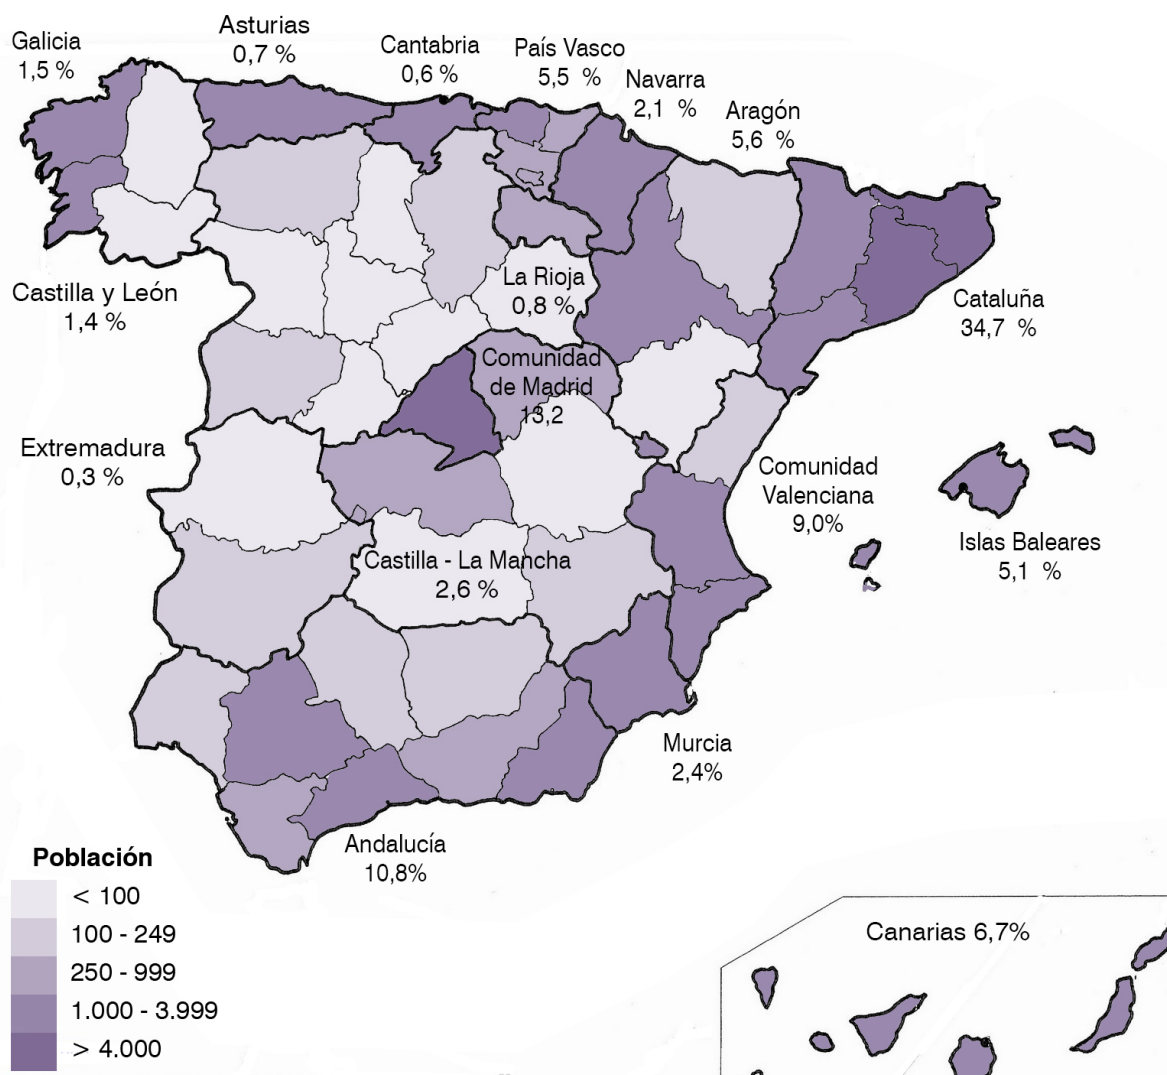 Galicia
1,5 %
Asturias
0,7 %
Cantabria
0,6 %
País Vasco
5,5 %
Navarra
2,1 %
Aragón
5,6 %
Castilla y León
1,4 %
La Rioja
0,8 %
Cataluña
34,7 %
Comunidad
de Madrid
13,2
Extremadura
0,3 %
Comunidad
Valenciana
9,0%
Islas Baleares
5,1 %
Castilla - La Mancha
2,6 %
Murcia
2,4%
Andalucía
10,8%
Población
< 100
100 - 249
250 - 999
1.000 - 3.999
> 4.000
Canarias 6,7%